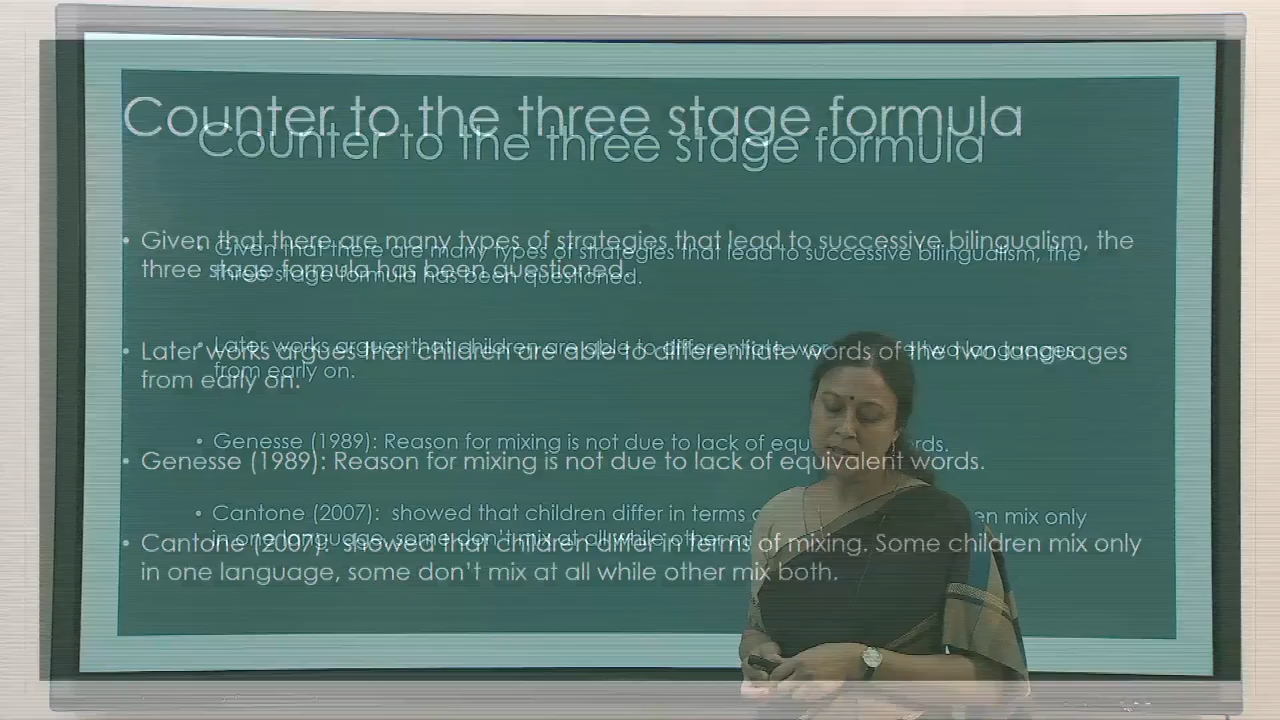 Counter to the three stage formula
• Given that there are many types of strategies that lead to successive bilingualism, the
three stage formula has been questioned.
• Later works argues that children are able to differentiate words of the two languages
from early on.
• Genesse (1989): Reason for mixing is not due to lack of equivalent words.
• Cantone (2007): showed that children differ in terms of mixing. Some children mix only
in one language, some don't mix at all while other mix both.